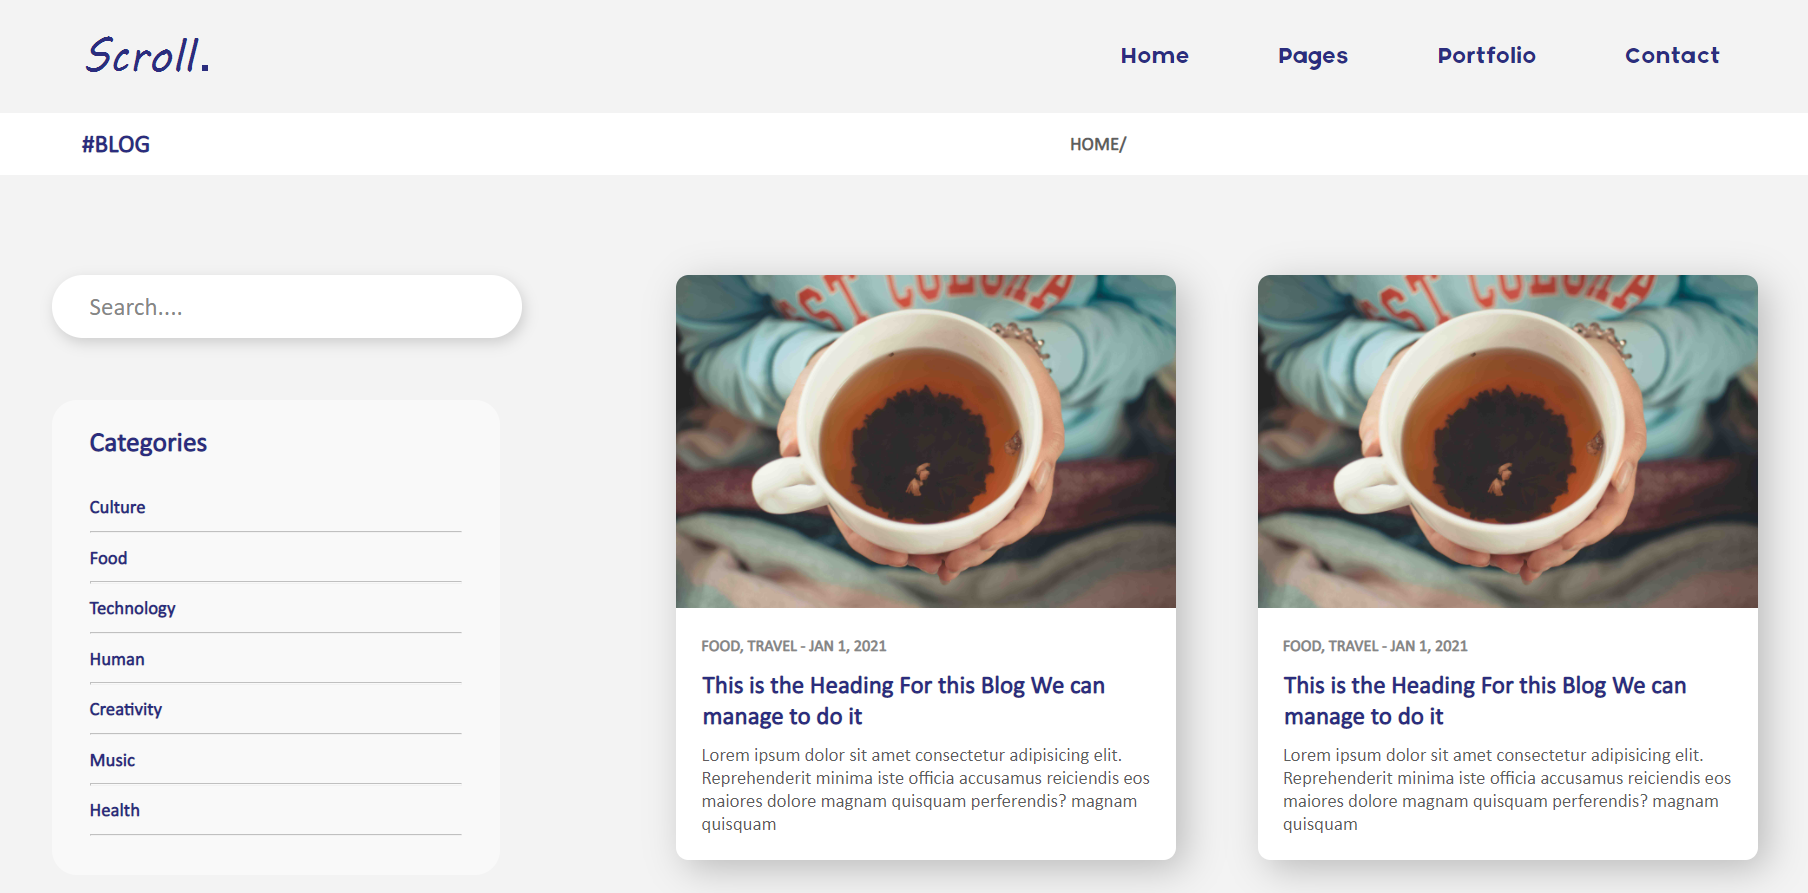 Scroll.
Home Pages Portfolio Contact
#BLOG
HOME/
Search....
Categories
Culture
Food
Technology
Human
Creativity
Music
Health
FOOD, TRAVEL - JAN 1, 2021
This is the Heading For this Blog We can
manage to do it
Lorem ipsum dolor sit amet consectetur adipisicing elit.
Reprehenderit minima iste officia accusamus reiciendis eos
maiores dolore magnam quisquam perferendis? magnam
quisquam
FOOD, TRAVEL - JAN 1, 2021
This is the Heading For this Blog We can
manage to do it
Lorem ipsum dolor sit amet consectetur adipisicing elit.
Reprehenderit minima iste officia accusamus reiciendis eos
maiores dolore magnam quisquam perferendis? magnam
quisquam